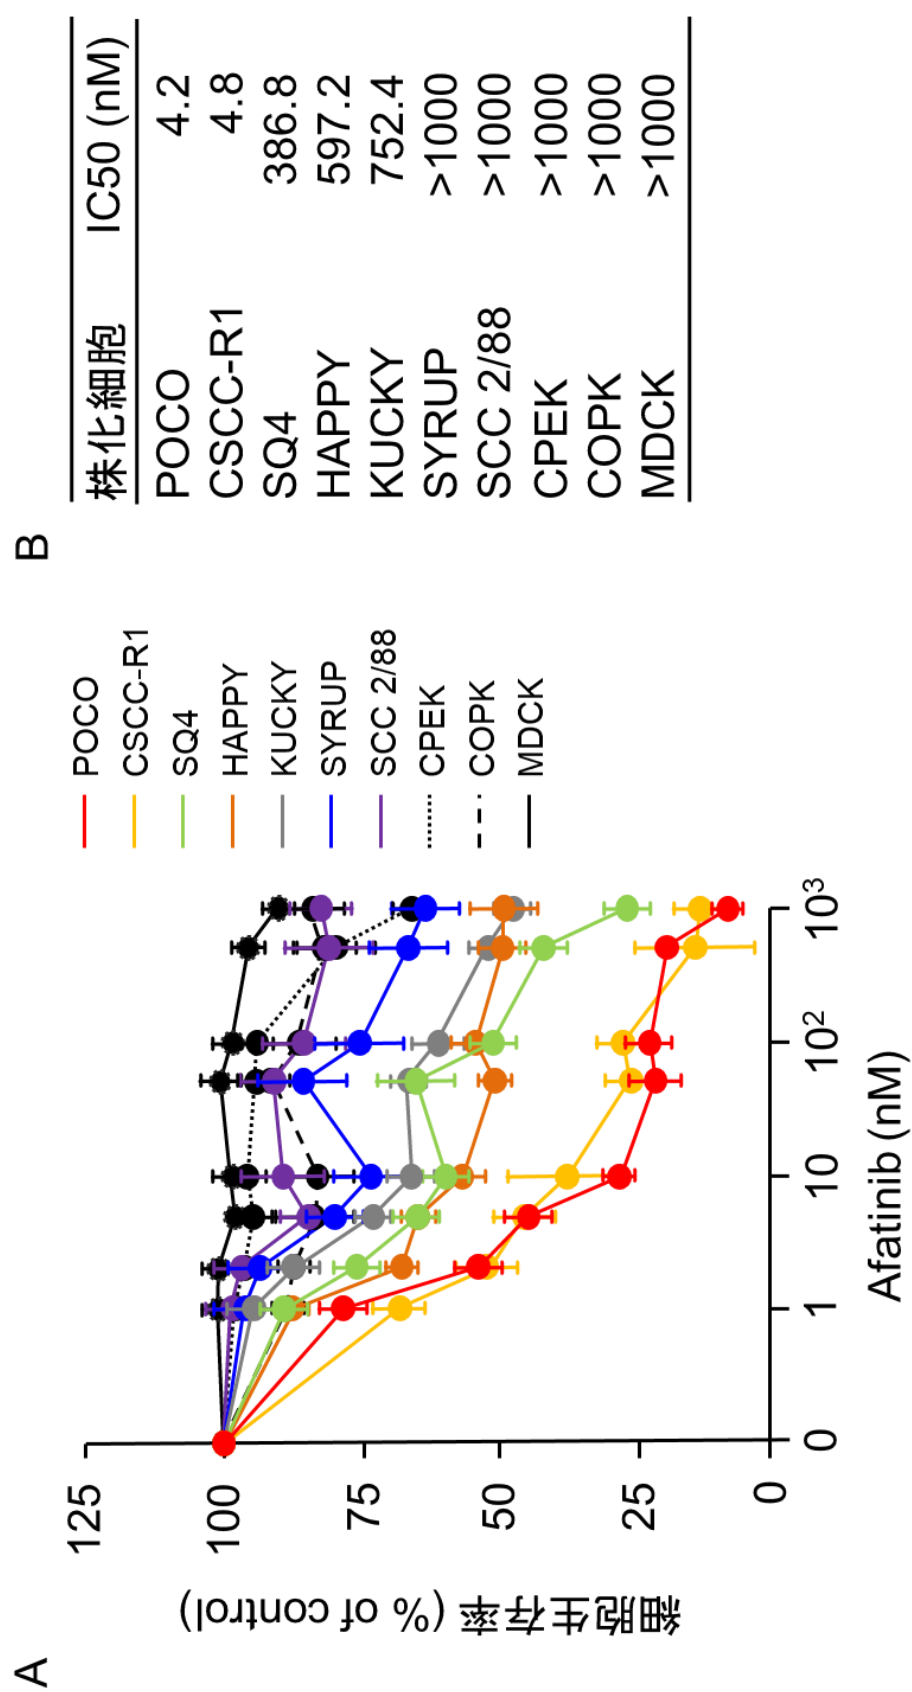 A
細胞生存率 (% of control)
125
100
75
50
25
0
0
1
10
10²
10³
Afatinib (nM)
POCO
CSCC-R1
SQ4
HAPPY
KUCKY
SYRUP
SCC 2/88
CPEK
COPK
MDCK
B
株化細胞 IC50 (nM)
POCO 4.2
CSCC-R1 4.8
SQ4 386.8
HAPPY 597.2
KUCKY 752.4
SYRUP >1000
SCC 2/88 >1000
CPEK >1000
COPK >1000
MDCK >1000